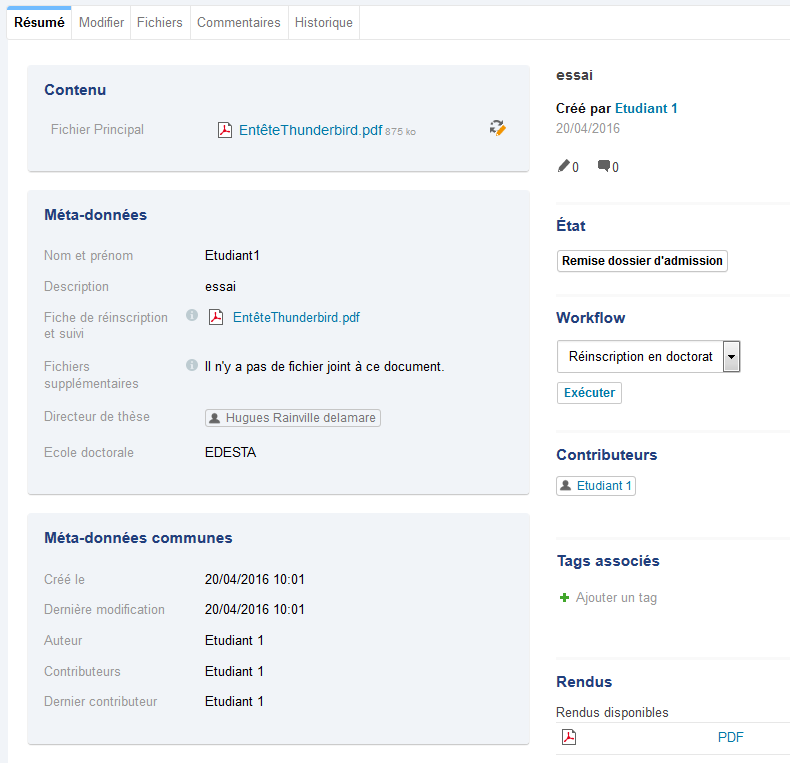 Résumé Modifier Fichiers Commentaires Historique
Contenu
Fichier Principal EntêteThunderbird.pdf 875 ko
Méta-données
Nom et prénom Etudiant1
Description essai
Fiche de réinscription EntêteThunderbird.pdf
et suivi
Fichiers Il n'y a pas de fichier joint à ce document.
supplémentaires
Directeur de thèse Hugues Rainville delamare
Ecole doctorale EDESTA
Méta-données communes
Créé le 20/04/2016 10:01
Dernière modification 20/04/2016 10:01
Auteur Etudiant 1
Contributeurs Etudiant 1
Dernier contributeur Etudiant 1
essai
Créé par Etudiant 1
20/04/2016
0 0
État
Remise dossier d'admission
Workflow
Réinscription en doctorat
Exécuter
Contributeurs
Etudiant 1
Tags associés
Ajouter un tag
Rendus
Rendus disponibles
PDF